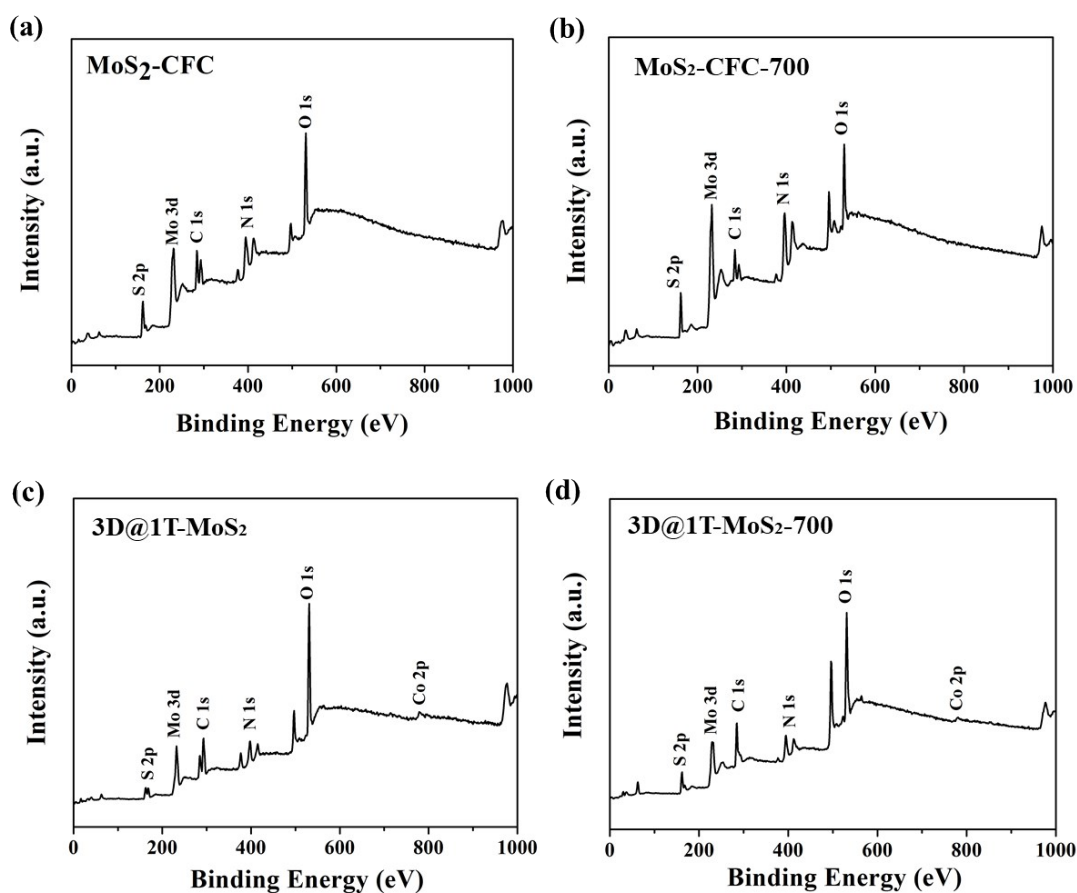 (a)
MoS2-CFC
Intensity (a.u.)
S 2p
Mo 3d
C 1s
N 1s
O 1s
0 200 400 600 800 1000
Binding Energy (eV)
(b)
MoS2-CFC-700
Intensity (a.u.)
S 2p
Mo 3d
C 1s
N 1s
O 1s
0 200 400 600 800 1000
Binding Energy (eV)
(c)
3D@1T-MoS2
Intensity (a.u.)
S 2p
Mo 3d
C 1s
N 1s
O 1s
Co 2p
0 200 400 600 800 1000
Binding Energy (eV)
(d)
3D@1T-MoS2-700
Intensity (a.u.)
S 2p
Mo 3d
C 1s
N 1s
O 1s
Co 2p
0 200 400 600 800 1000
Binding Energy (eV)